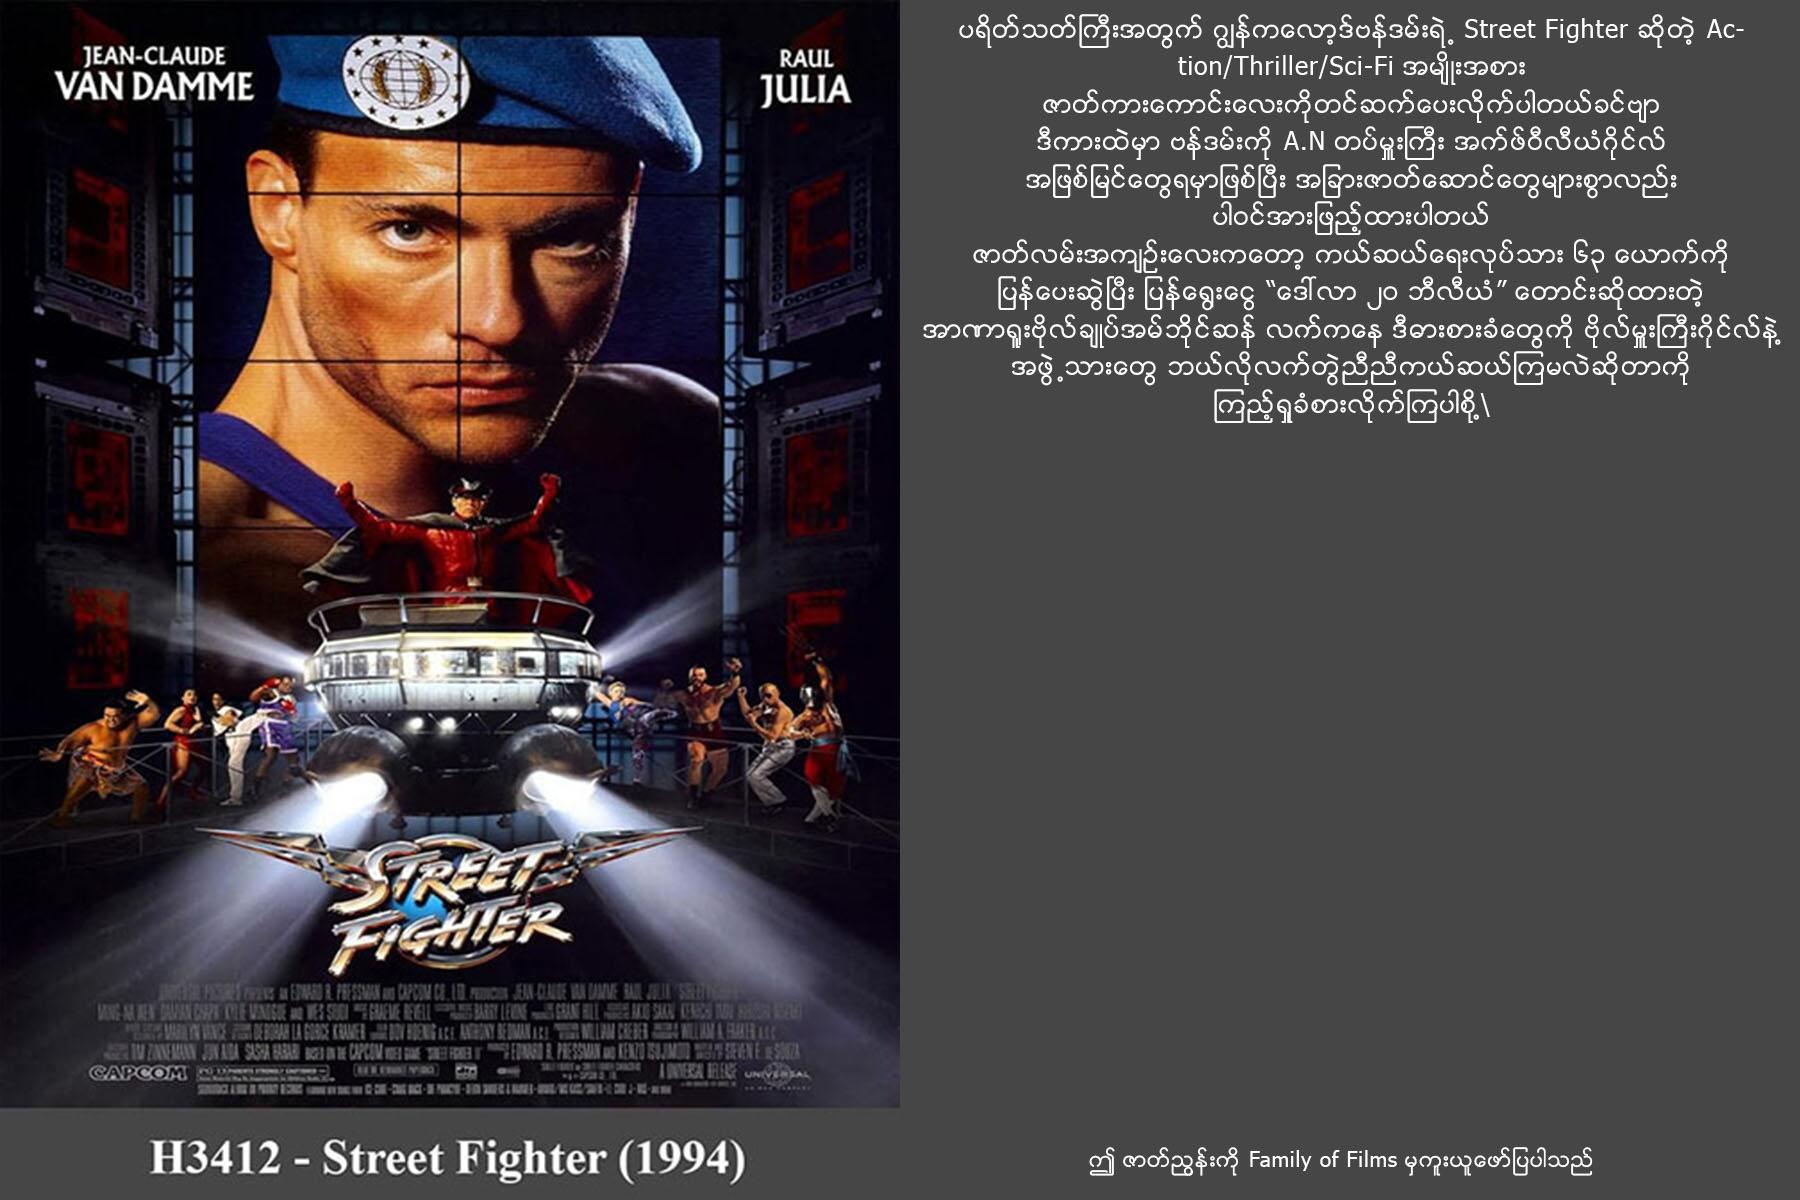 JEAN-CLAUDE
VAN DAMME
RAUL
JULIA
STREET
FIGHTER
CAPCOM
A UNIVERSAL RELEASE
UNIVERSAL
H3412 - Street Fighter (1994)
ပရိတ်သတ်ကြီးအတွက် ဂျွန်ကလော့ဒ်ဗန်ဒမ်းရဲ့ Street Fighter ဆိုတဲ့ Ac-
tion/Thriller/Sci-Fi အမျိုးအစား
ဇာတ်ကားကောင်းလေးကိုတင်ဆက်ပေးလိုက်ပါတယ်ခင်ဗျာ
ဒီကားထဲမှာ ဗန်ဒမ်းကို A.N တပ်မှူးကြီး အက်ဖ်ဝီလီယံဂိုင်လ်
အဖြစ်မြင်တွေရမှာဖြစ်ပြီး အခြားဇာတ်ဆောင်တွေများစွာလည်း
ပါဝင်အားဖြည့်ထားပါတယ်
ဇာတ်လမ်းအကျဉ်းလေးကတော့ ကယ်ဆယ်ရေးလုပ်သား ၆၃ ယောက်ကို
ပြန်ပေးဆွဲပြီး ပြန်ရွေးငွေ “ဒေါ်လာ ၂၀ ဘီလီယံ” တောင်းဆိုထားတဲ့
အာဏာရူးဗိုလ်ချုပ်အမ်ဘိုင်ဆန် လက်ကနေ ဒီဓားစားခံတွေကို ဗိုလ်မှူးကြီးဂိုင်လ်နဲ့
အဖွဲ့သားတွေ ဘယ်လိုလက်တွဲညီညီကယ်ဆယ်ကြမလဲဆိုတာကို
ကြည့်ရှုခံစားလိုက်ကြပါစို့\
ဤ ဇာတ်ညွှန်းကို Family of Films မှကူးယူဖော်ပြပါသည်